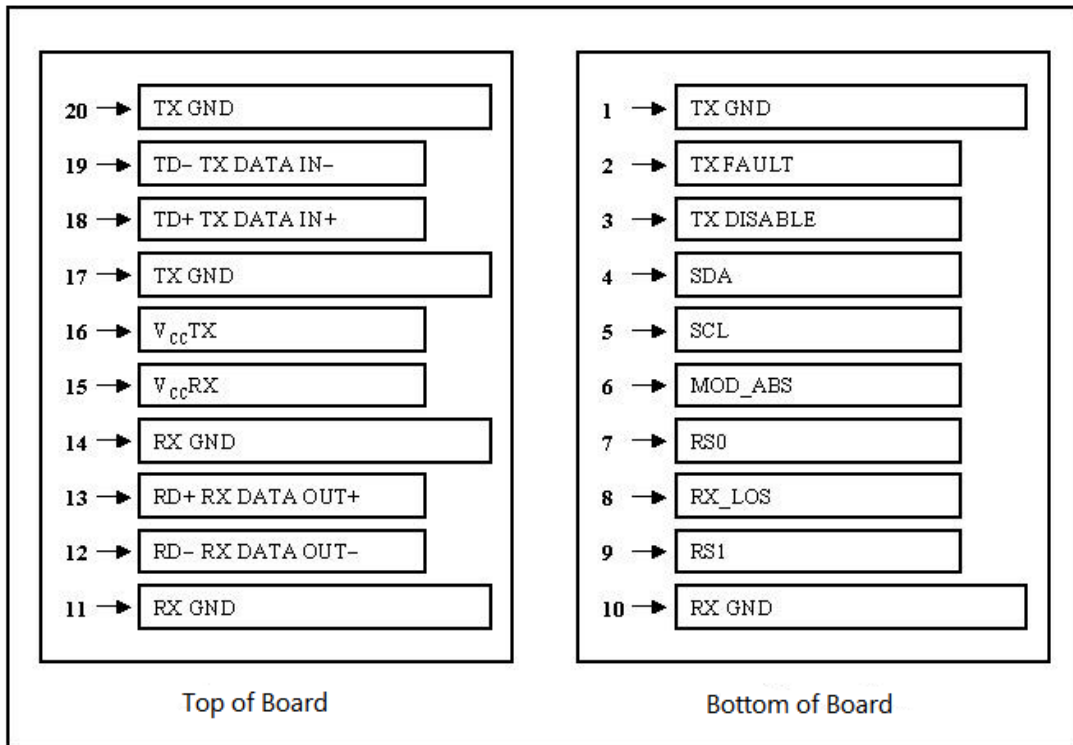 20 TX GND
19 TD− TX DATA IN−
18 TD+ TX DATA IN+
17 TX GND
16 VCCTX
15 VCCRX
14 RX GND
13 RD+ RX DATA OUT+
12 RD− RX DATA OUT−
11 RX GND
Top of Board
1 TX GND
2 TX FAULT
3 TX DISABLE
4 SDA
5 SCL
6 MOD_ABS
7 RS0
8 RX_LOS
9 RS1
10 RX GND
Bottom of Board